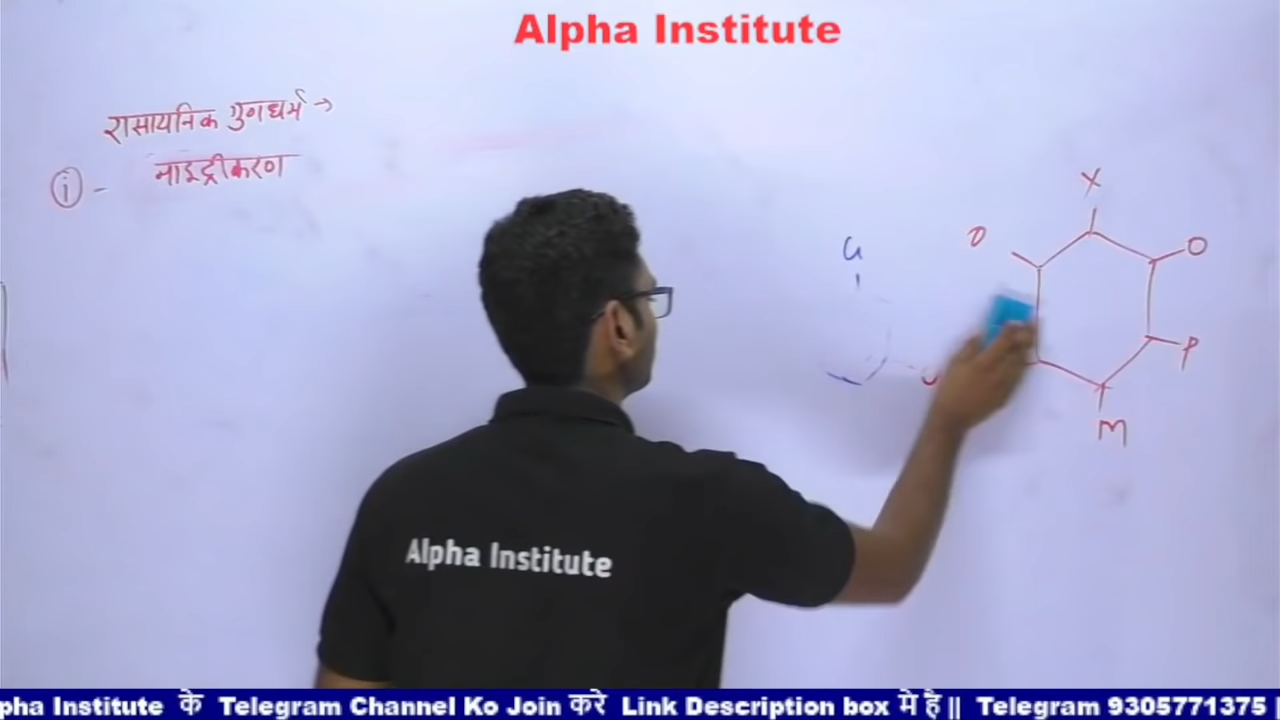 Alpha Institute
रासायनिक गुणधर्म →
(i) - नाइट्रीकरण
X
O
O
P
M
Alpha Institute
pha Institute के Telegram Channel Ko Join करे Link Description box मे है || Telegram 9305771375 |